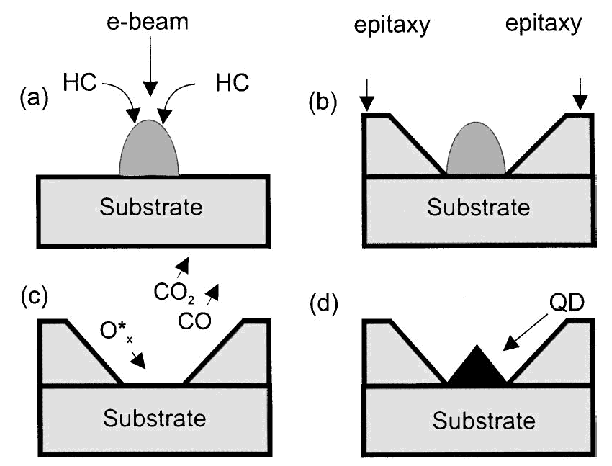 e-beam
HC HC
(a)
Substrate
epitaxy epitaxy
(b)
Substrate
(c)
CO₂
CO
O*ₓ
Substrate
(d)
QD
Substrate